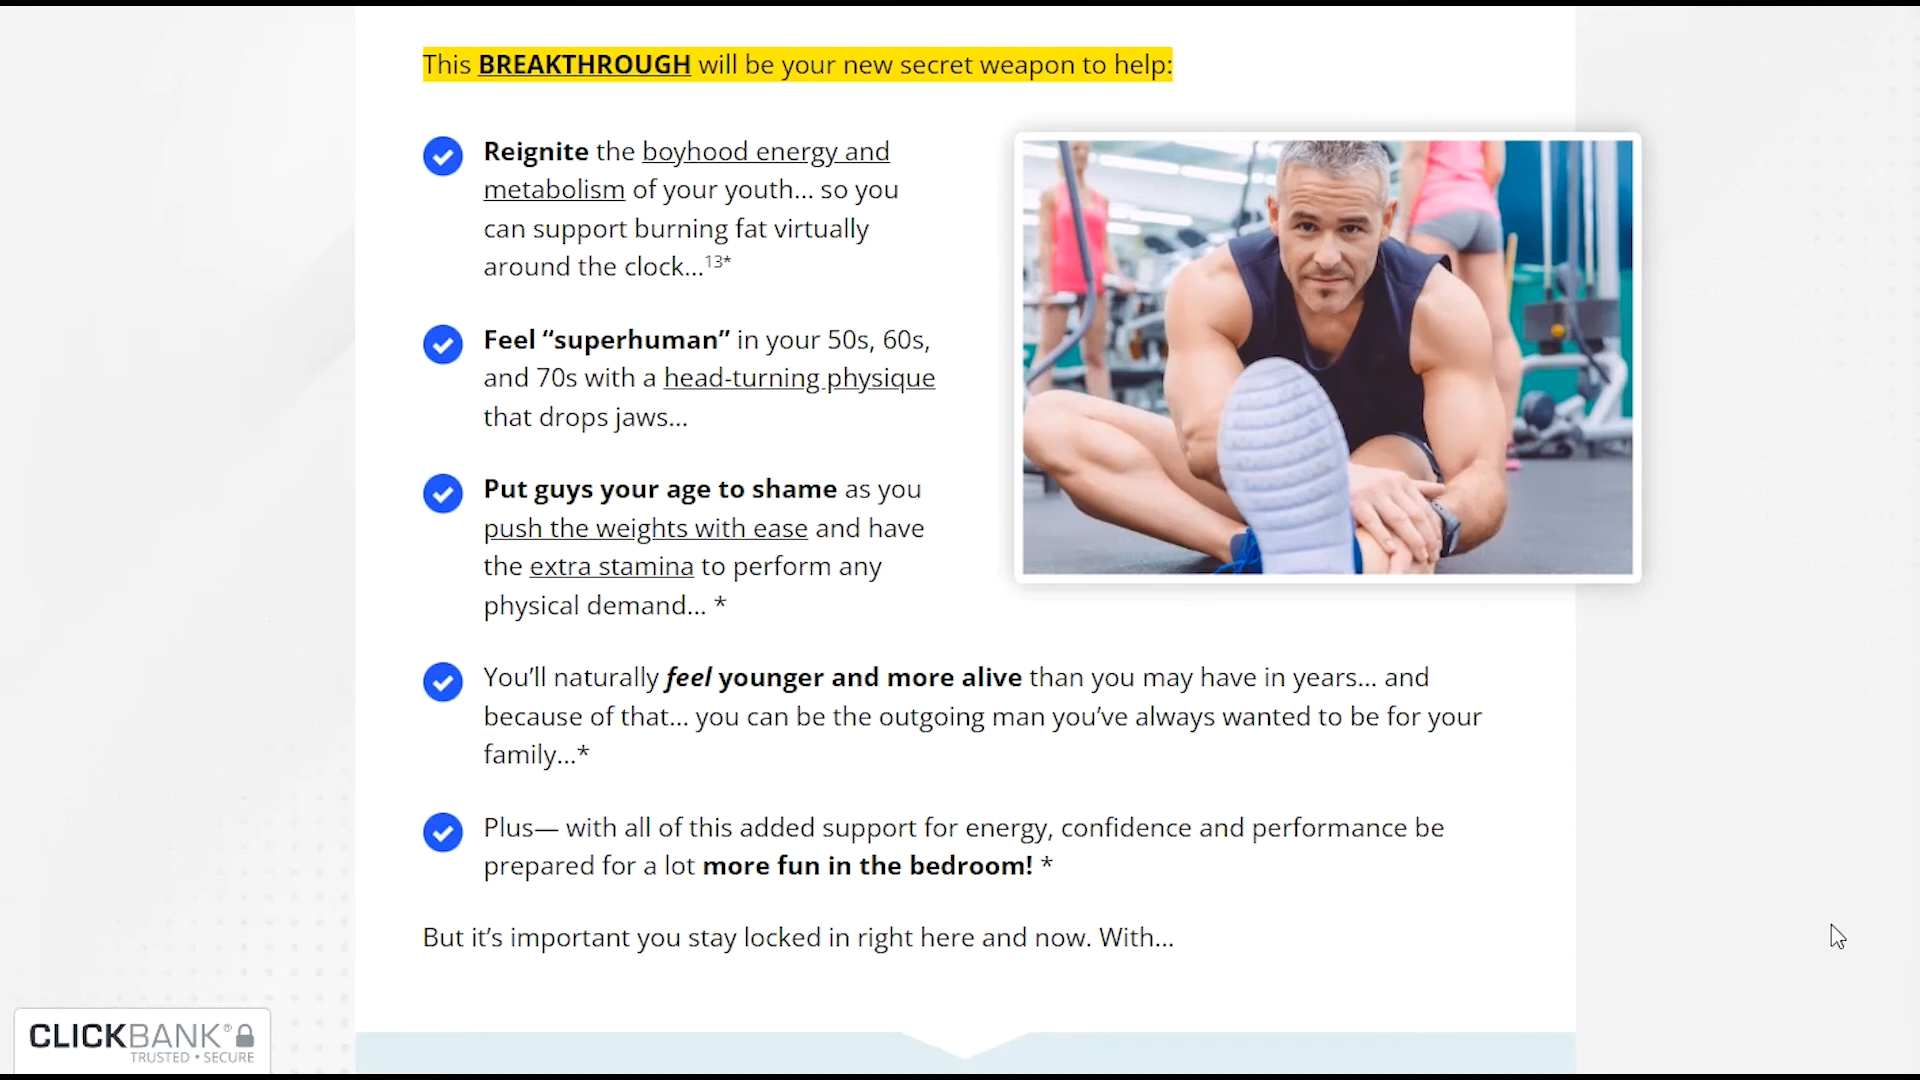 This BREAKTHROUGH will be your new secret weapon to help:
Reignite the boyhood energy and
metabolism of your youth... so you
can support burning fat virtually
around the clock...13*
Feel “superhuman” in your 50s, 60s,
and 70s with a head-turning physique
that drops jaws...
Put guys your age to shame as you
push the weights with ease and have
the extra stamina to perform any
physical demand... *
You’ll naturally feel younger and more alive than you may have in years... and
because of that... you can be the outgoing man you’ve always wanted to be for your
family...*
Plus— with all of this added support for energy, confidence and performance be
prepared for a lot more fun in the bedroom! *
But it’s important you stay locked in right here and now. With...
CLICKBANK®
TRUSTED • SECURE